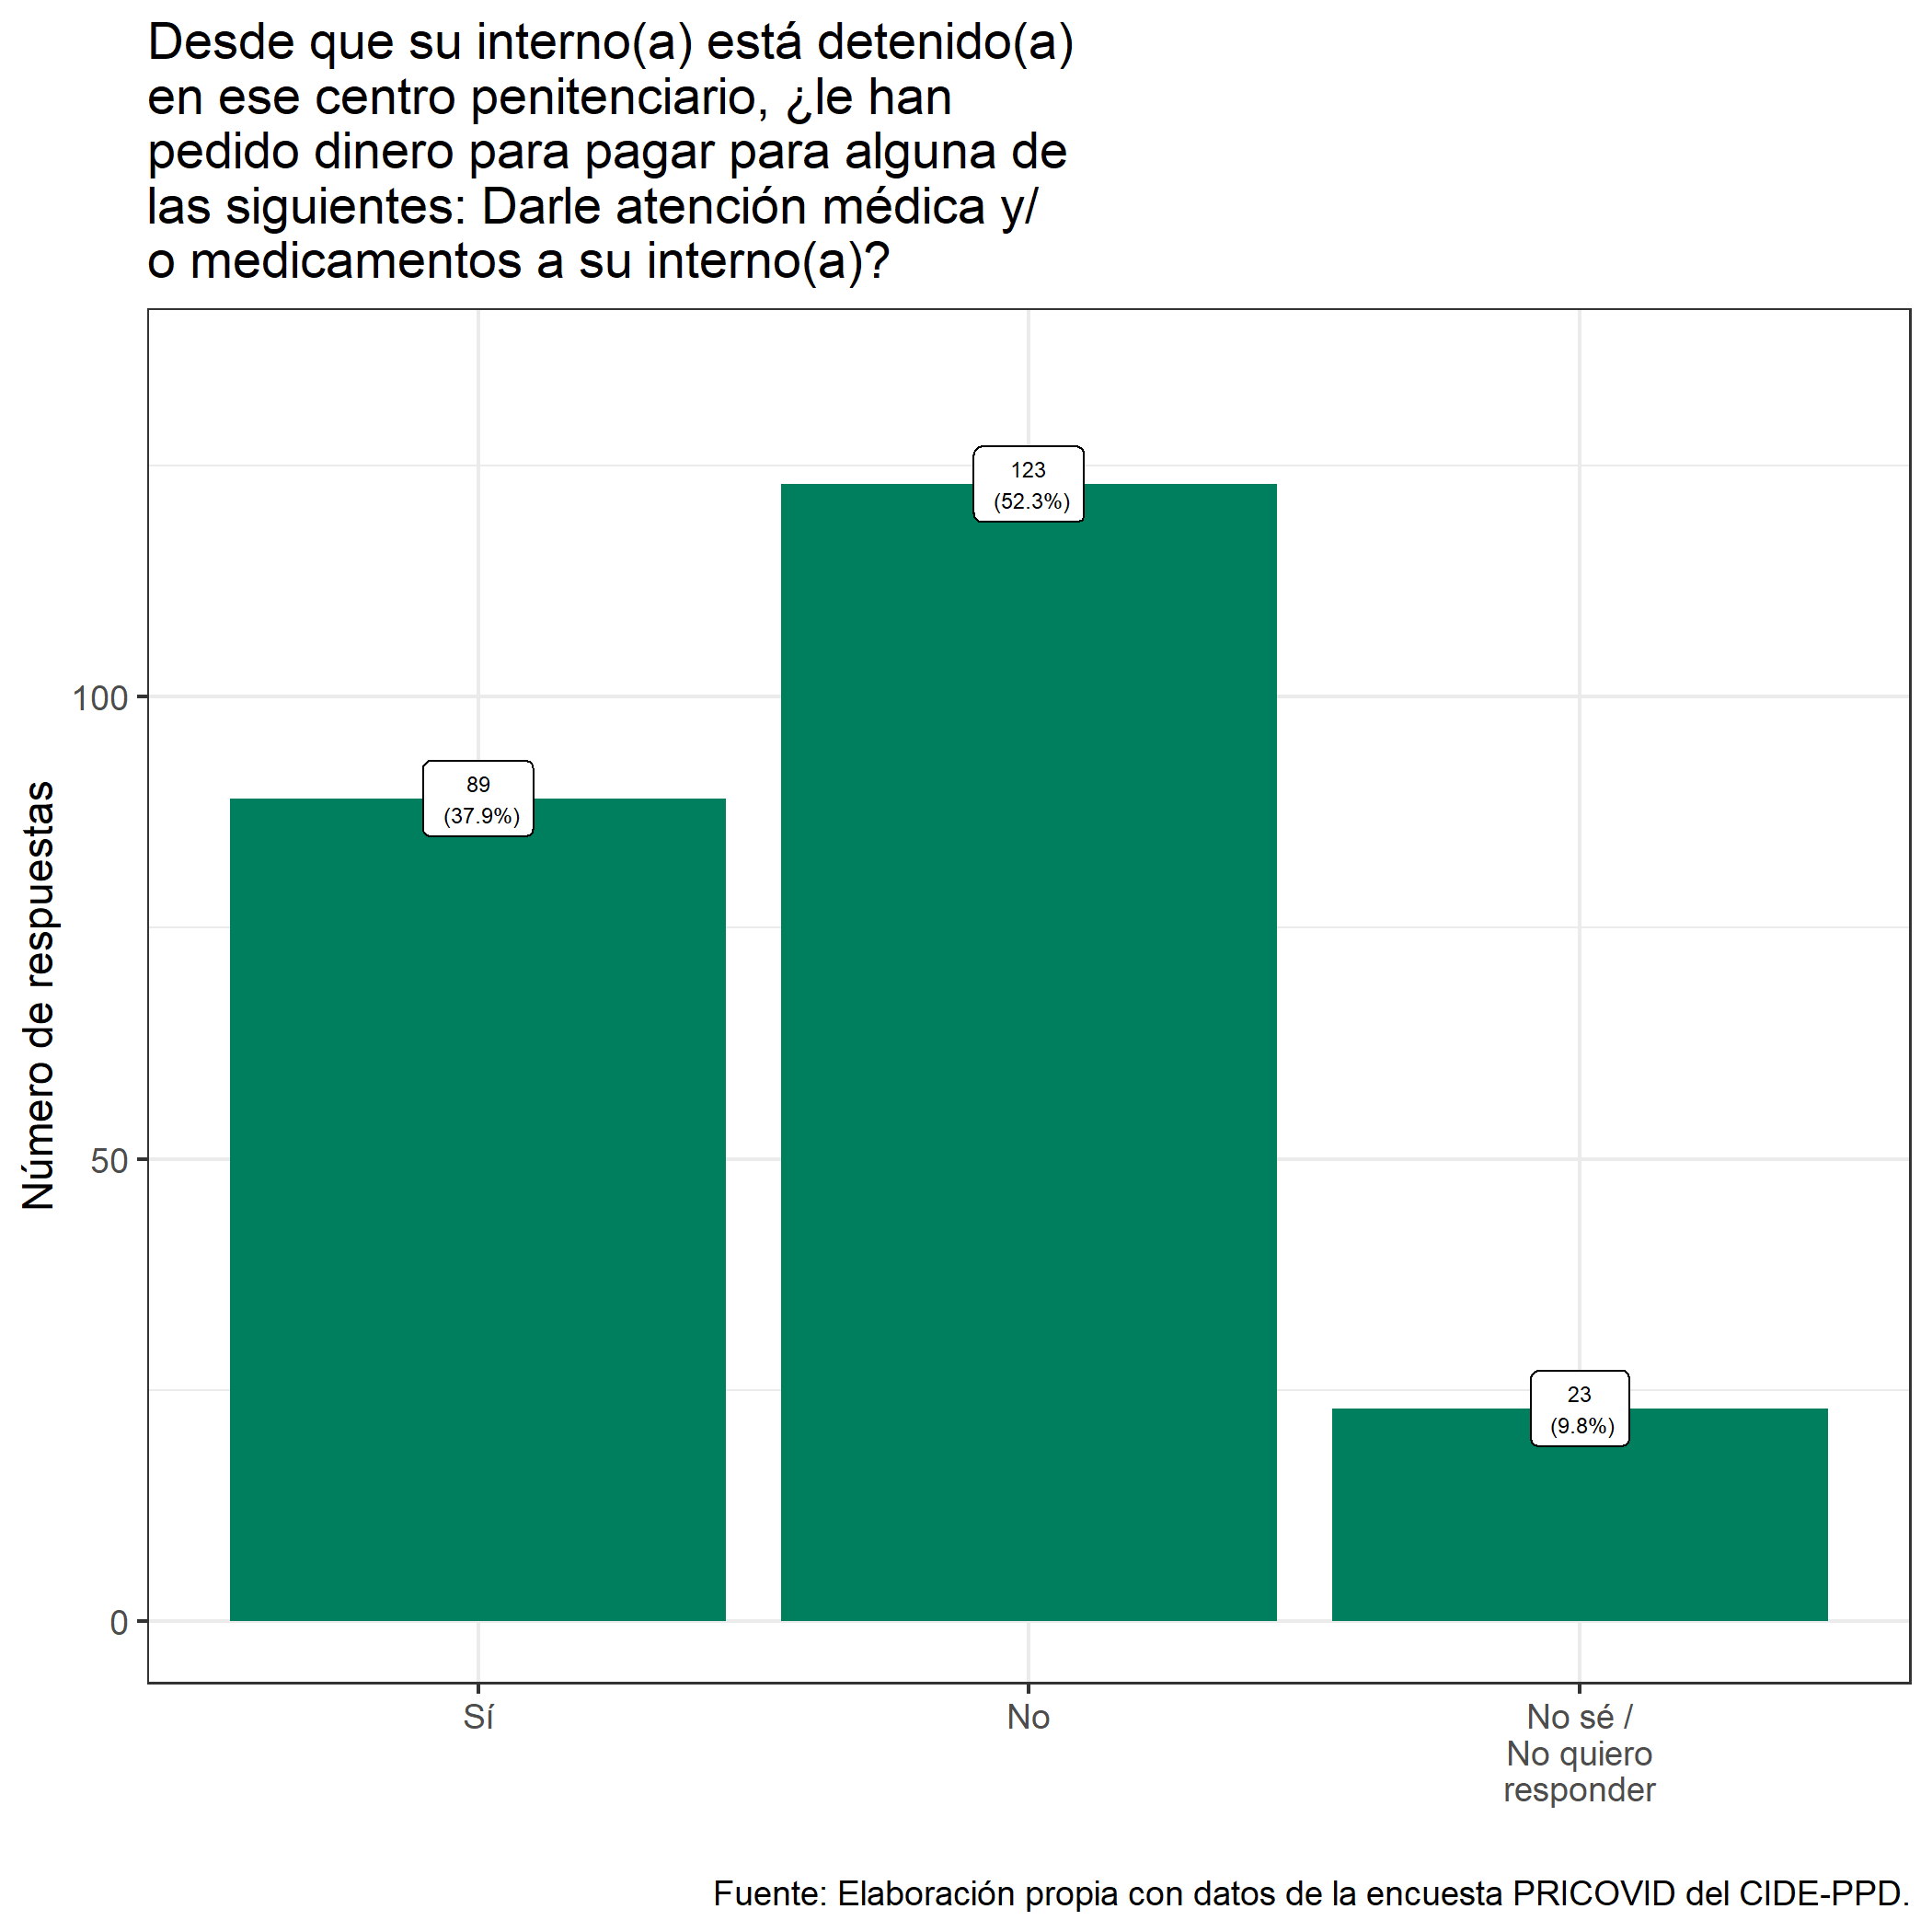 Desde que su interno(a) está detenido(a)
en ese centro penitenciario, ¿le han
pedido dinero para pagar para alguna de
las siguientes: Darle atención médica y/
o medicamentos a su interno(a)?
Número de respuestas
100
50
0
89
(37.9%)
123
(52.3%)
23
(9.8%)
Sí
No
No sé /
No quiero
responder
Fuente: Elaboración propia con datos de la encuesta PRICOVID del CIDE-PPD.